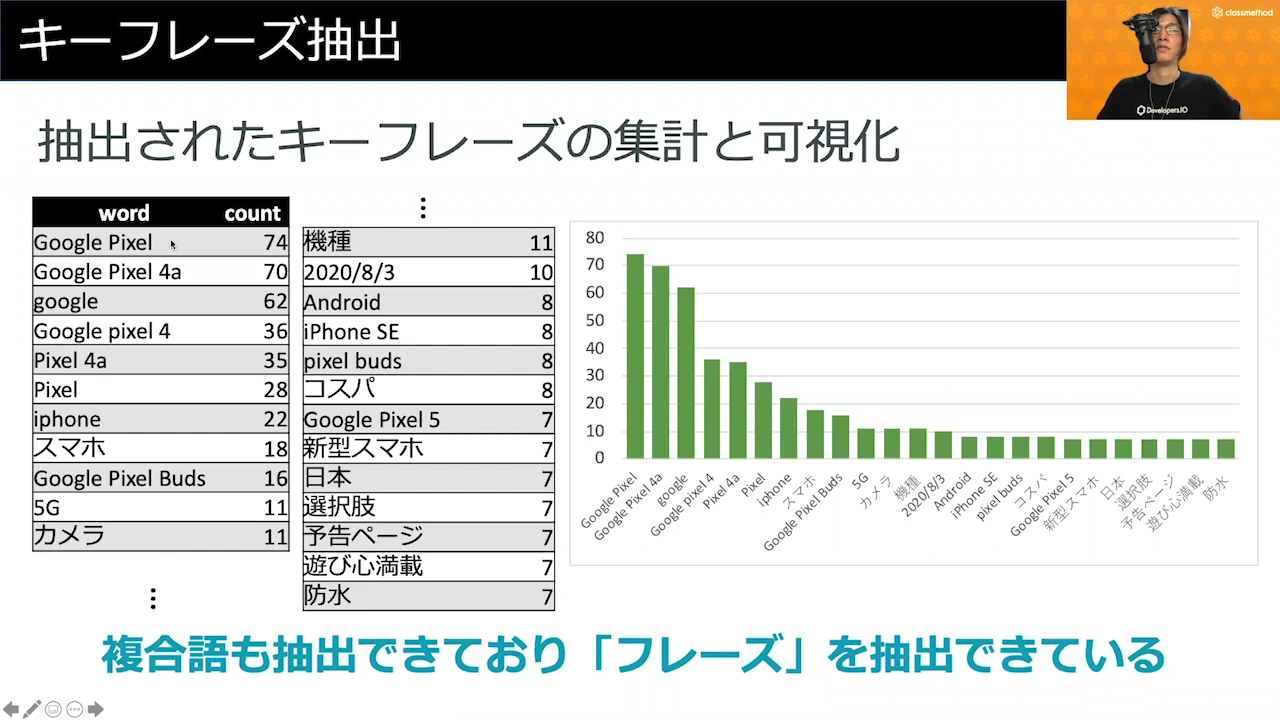 キーフレーズ抽出
classmethod
Developers.IO
抽出されたキーフレーズの集計と可視化
word count
Google Pixel 74
Google Pixel 4a 70
google 62
Google pixel 4 36
Pixel 4a 35
Pixel 28
iphone 22
スマホ 18
Google Pixel Buds 16
5G 11
カメラ 11
機種 11
2020/8/3 10
Android 8
iPhone SE 8
pixel buds 8
コスパ 8
Google Pixel 5 7
新型スマホ 7
日本 7
選択肢 7
予告ページ 7
遊び心満載 7
防水 7
80
70
60
50
40
30
20
10
0
Google Pixel
Google Pixel 4a
google
Google pixel 4
Pixel 4a
Pixel
iphone
スマホ
Google Pixel Buds
5G
カメラ
機種
2020/8/3
Android
iPhone SE
pixel buds
コスパ
Google Pixel 5
新型スマホ
日本
選択肢
予告ページ
遊び心満載
防水
複合語も抽出できており「フレーズ」を抽出できている